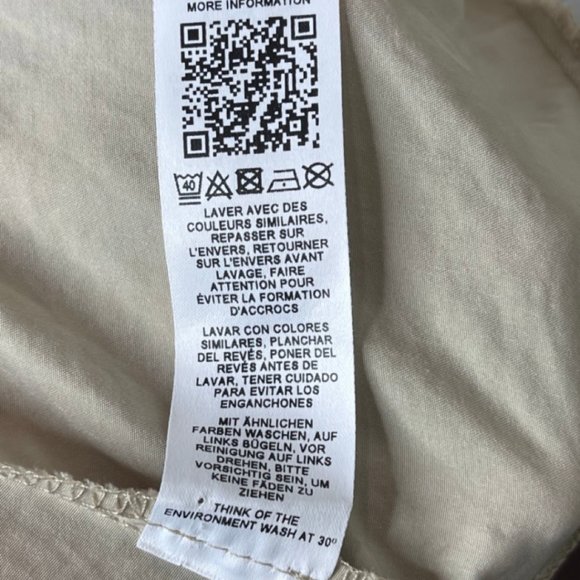 MORE INFORMATION
40
LAVER AVEC DES
COULEURS SIMILAIRES,
REPASSER SUR
L'ENVERS, RETOURNER
SUR L'ENVERS AVANT
LAVAGE, FAIRE
ATTENTION POUR
ÉVITER LA FORMATION
D'ACCROCS
LAVAR CON COLORES
SIMILARES, PLANCHAR
DEL REVÉS, PONER DEL
REVÉS ANTES DE
LAVAR, TENER CUIDADO
PARA EVITAR LOS
ENGANCHONES
MIT ÄHNLICHEN
FARBEN WASCHEN, AUF
LINKS BÜGELN, VOR
REINIGUNG AUF LINKS
DREHEN, BITTE
VORSICHTIG SEIN, UM
KEINE FÄDEN ZU
ZIEHEN
THINK OF THE
ENVIRONMENT WASH AT 30º